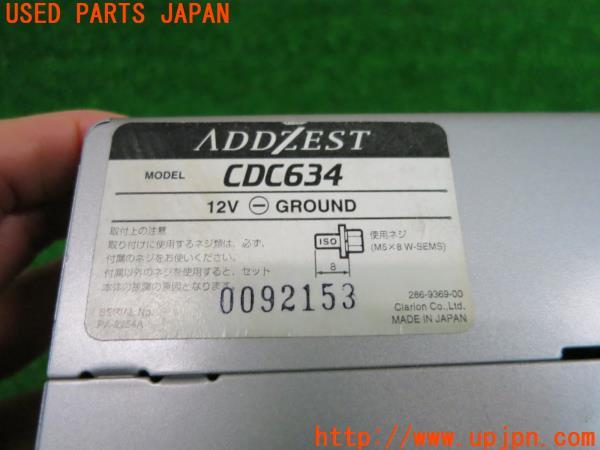 USED PARTS JAPAN
ADDZEST
MODEL CDC634
12V ⊖ GROUND
取付上の注意
取り付けに使用するネジ類は、必ず、
付属のネジをお使いください。
付属以外のネジを使用すると、セット
本体の故障の原因となります。
ISO
8
使用ネジ
(M5×8 W-SEMS)
0092153
SERIAL No.
286-9369-00
Clarion Co.,Ltd.
MADE IN JAPAN
http://www.upjpn.com/